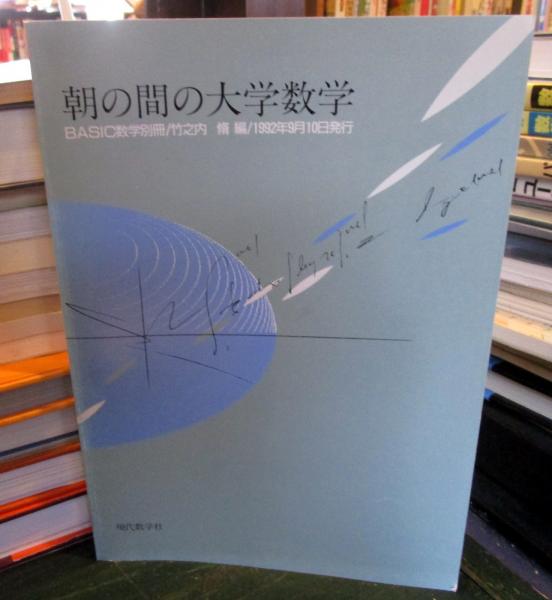 朝の間の大学数学
BASIC数学別冊/竹之内 脩 編/1992年9月10日発行
現代数学社